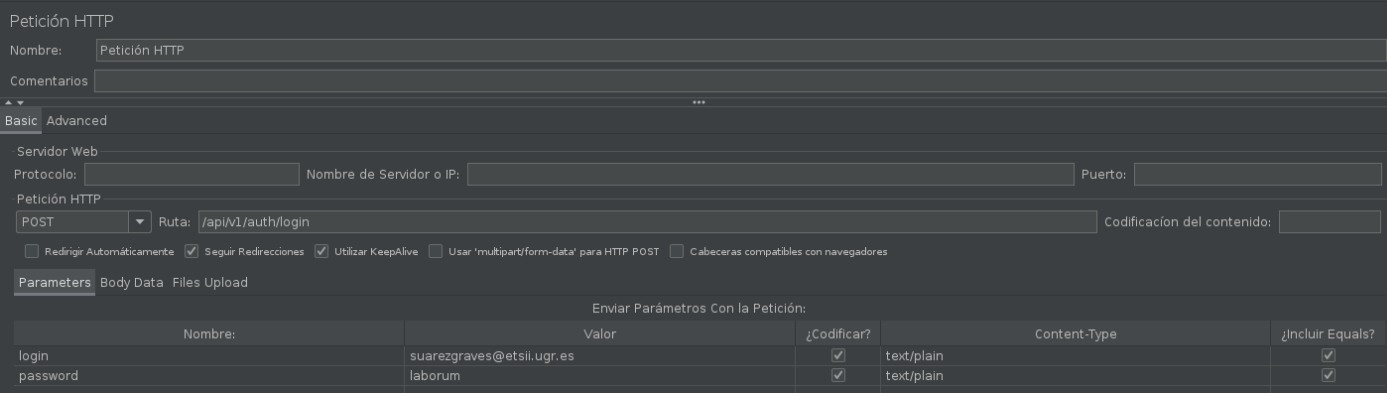 Petición HTTP
Nombre: Petición HTTP
Comentarios
Basic Advanced
Servidor Web
Protocolo: Nombre de Servidor o IP: Puerto:
Petición HTTP
POST Ruta: /api/v1/auth/login Codificacíon del contenido:
Redirigir Automáticamente Seguir Redirecciones Utilizar KeepAlive Usar 'multipart/form-data' para HTTP POST Cabeceras compatibles con navegadores
Parameters Body Data Files Upload
Enviar Parámetros Con la Petición:
Nombre: Valor ¿Codificar? Content-Type ¿Incluir Equals?
login suarezgraves@etsii.ugr.es text/plain
password laborum text/plain